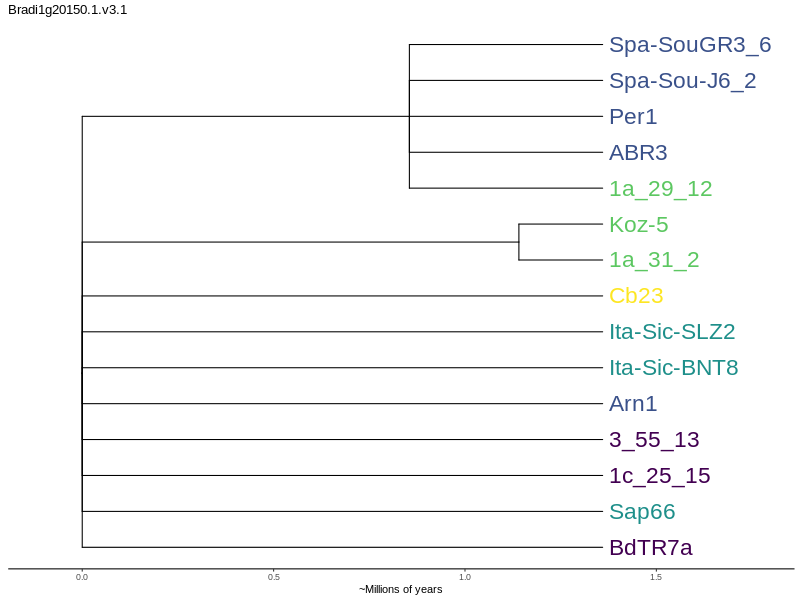 Bradi1g20150.1.v3.1
Spa-SouGR3_6
Spa-Sou-J6_2
Per1
ABR3
1a_29_12
Koz-5
1a_31_2
Cb23
Ita-Sic-SLZ2
Ita-Sic-BNT8
Arn1
3_55_13
1c_25_15
Sap66
BdTR7a
0.0 0.5 1.0 1.5
~Millions of years